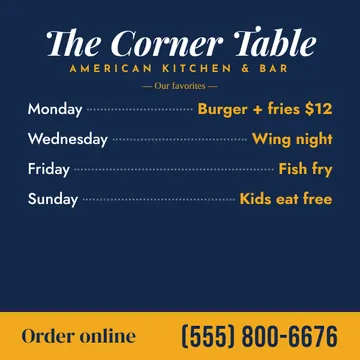 The Corner Table
AMERICAN KITCHEN & BAR
— Our favorites —
Monday Burger + fries $12
Wednesday Wing night
Friday Fish fry
Sunday Kids eat free
Order online (555) 800-6676